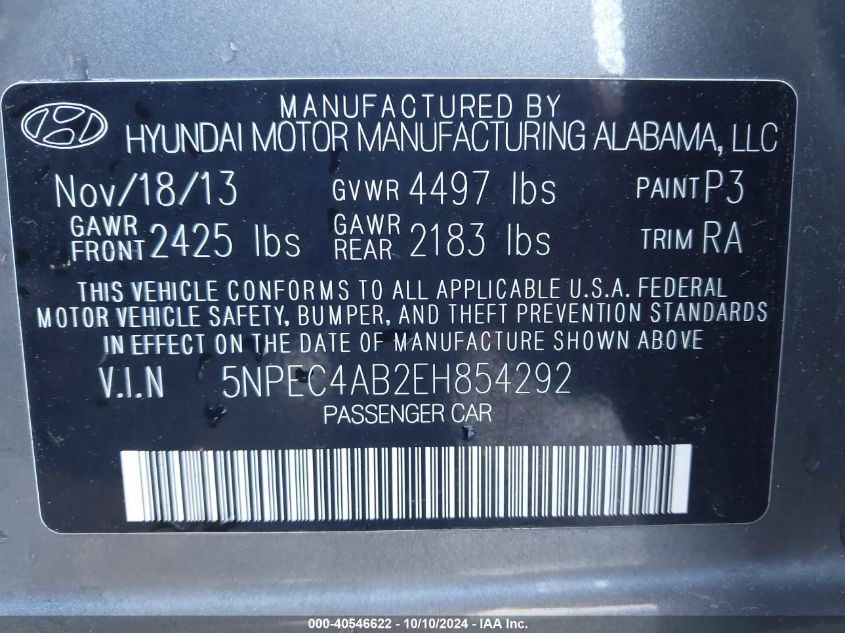 MANUFACTURED BY
HYUNDAI MOTOR MANUFACTURING ALABAMA, LLC
Nov/18/13 GVWR 4497 lbs PAINT P3
GAWR FRONT 2425 lbs GAWR REAR 2183 lbs TRIM RA
THIS VEHICLE CONFORMS TO ALL APPLICABLE U.S.A. FEDERAL
MOTOR VEHICLE SAFETY, BUMPER, AND THEFT PREVENTION STANDARDS
IN EFFECT ON THE DATE OF MANUFACTURE SHOWN ABOVE
V.I.N 5NPEC4AB2EH854292
PASSENGER CAR
000-40546622 - 10/10/2024 - IAAI.com